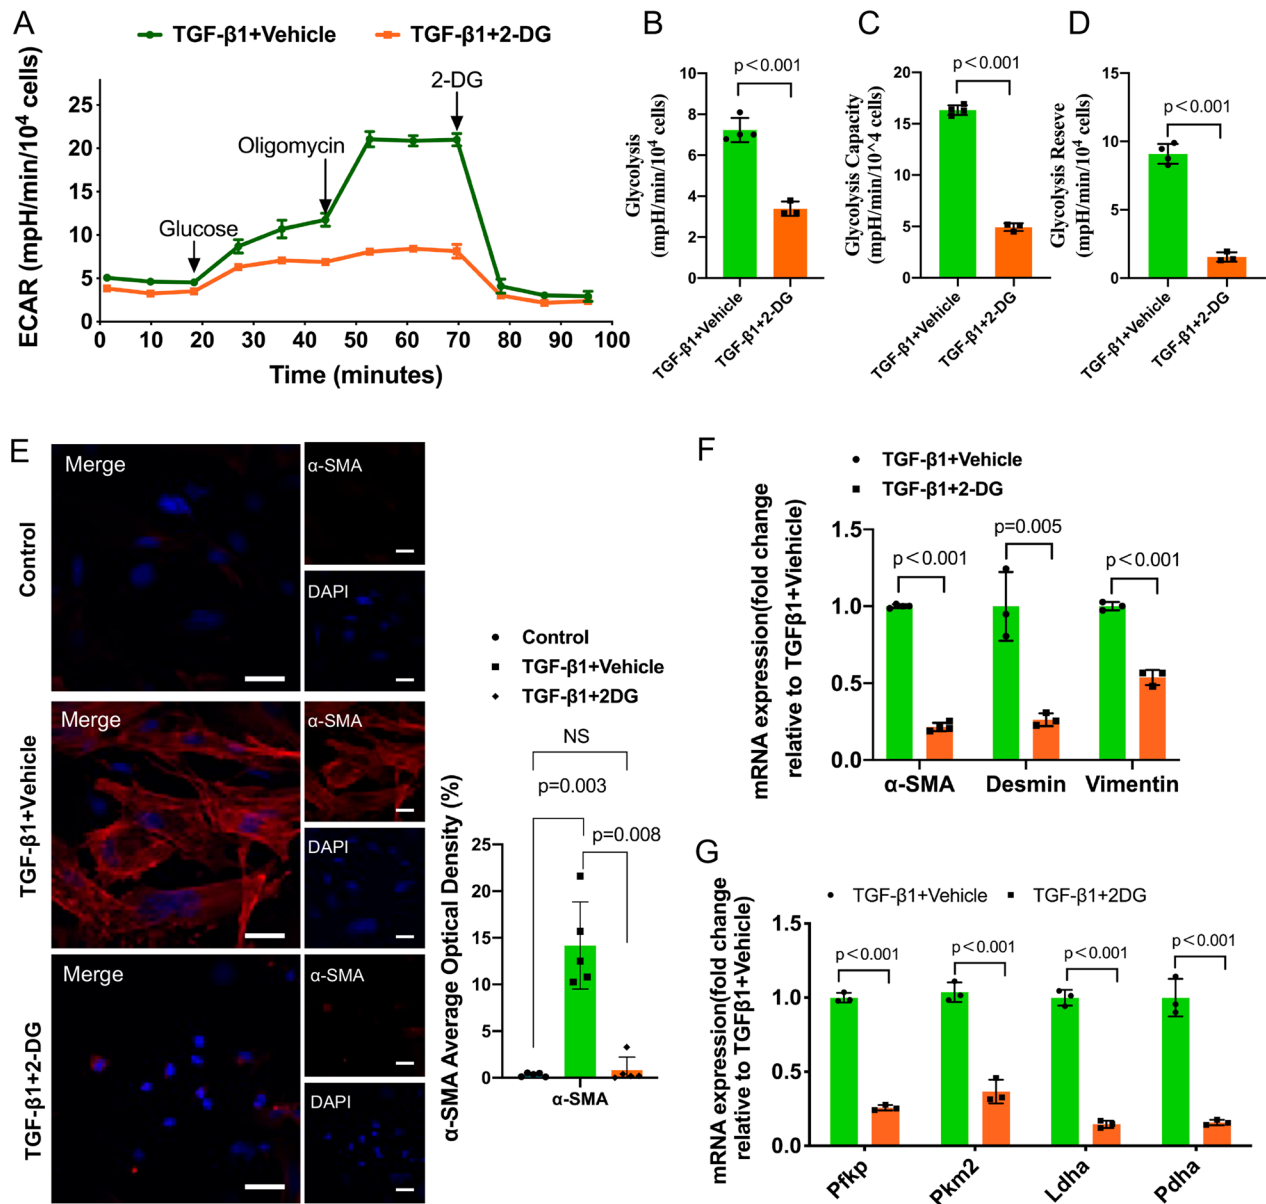 A
TGF-β1+Vehicle
TGF-β1+2-DG
ECAR (mpH/min/10⁴ cells)
25
20
15
10
5
0
Glucose
Oligomycin
2-DG
0 10 20 30 40 50 60 70 80 90 100
Time (minutes)
B
p<0.001
Glycolysis
(mpH/min/10⁴ cells)
10
8
6
4
2
0
TGF-β1+Vehicle
TGF-β1+2-DG
C
p<0.001
Glycolysis Capacity
(mpH/min/10^4 cells)
20
15
10
5
0
TGF-β1+Vehicle
TGF-β1+2-DG
D
p<0.001
Glycolysis Reseve
(mpH/min/10⁴ cells)
15
10
5
0
TGF-β1+Vehicle
TGF-β1+2-DG
E
Control
Merge
α-SMA
DAPI
TGF-β1+Vehicle
Merge
α-SMA
DAPI
TGF-β1+2-DG
Merge
α-SMA
DAPI
Control
TGF-β1+Vehicle
TGF-β1+2DG
NS
p=0.003
p=0.008
α-SMA Average Optical Density (%)
25
20
15
10
5
0
α-SMA
F
TGF-β1+Vehicle
TGF-β1+2-DG
mRNA expression(fold change
relative to TGFβ1+Viehicle)
1.5
1.0
0.5
0.0
p<0.001
p=0.005
p<0.001
α-SMA Desmin Vimentin
G
TGF-β1+Vehicle
TGF-β1+2DG
mRNA expression(fold change
relative to TGFβ1+Vehicle)
1.5
1.0
0.5
0.0
p<0.001
p<0.001
p<0.001
p<0.001
Pfkp
Pkm2
Ldha
Pdha